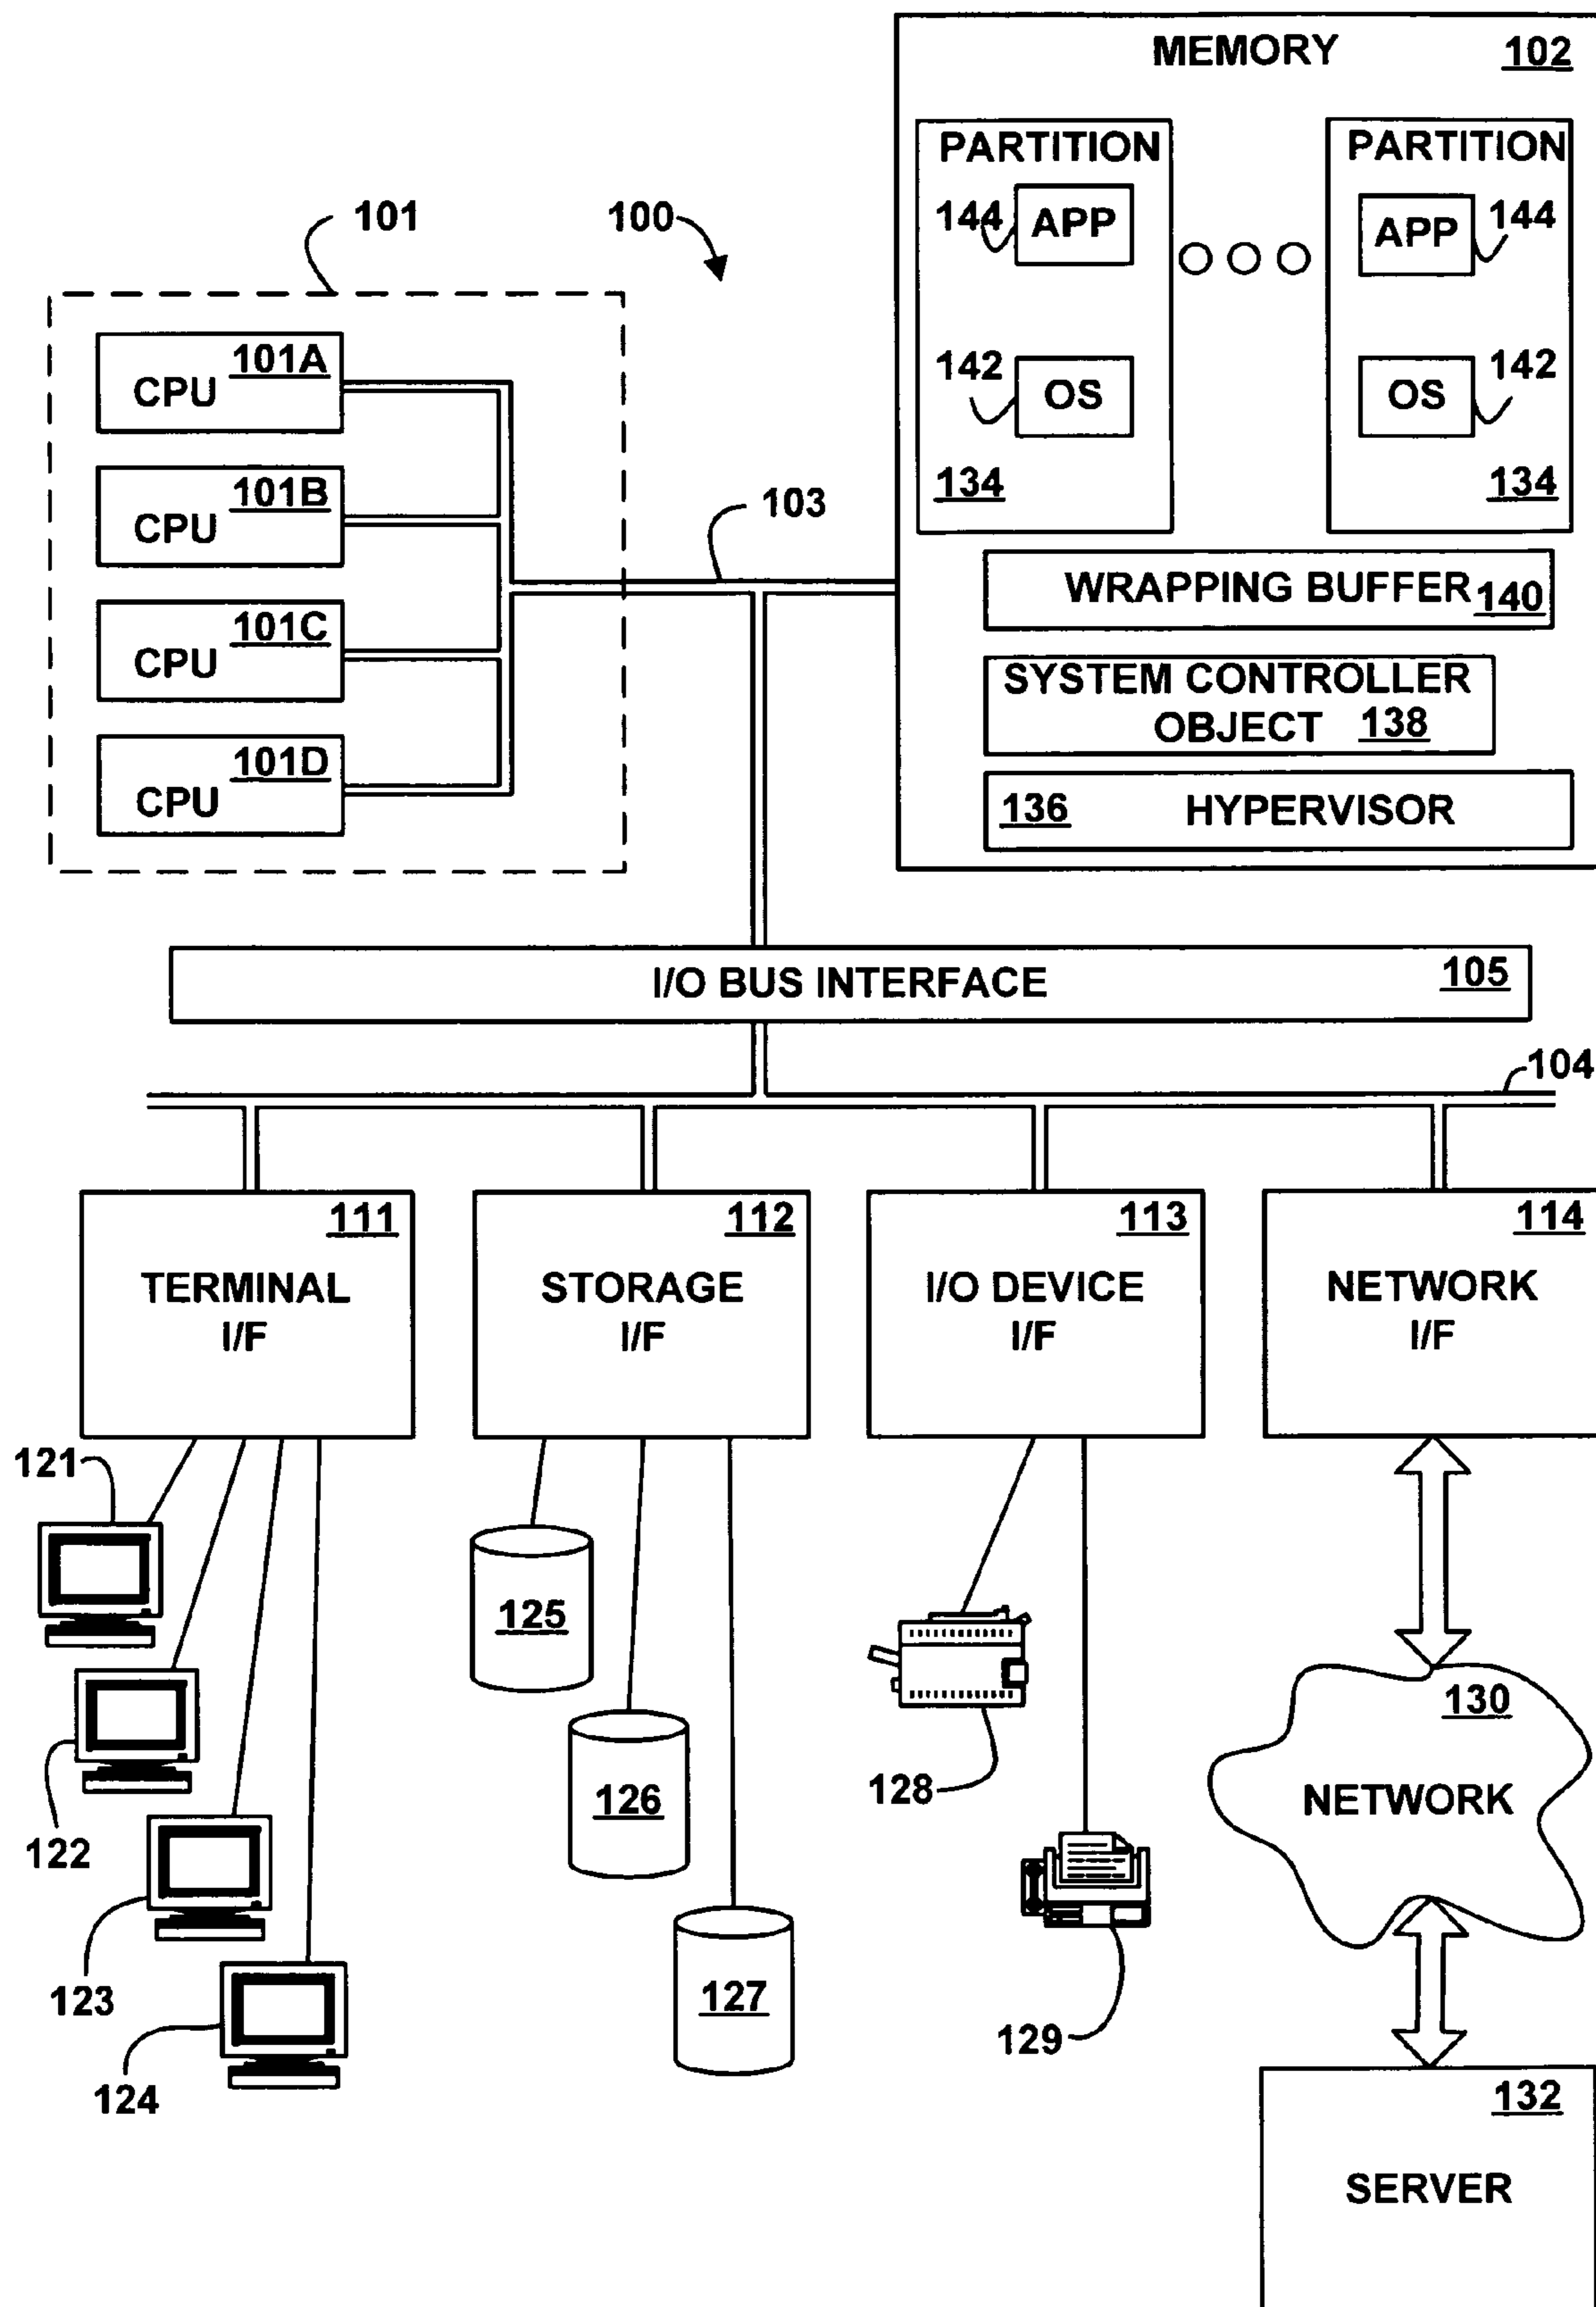 MEMORY 102
PARTITION
144 APP
142 OS
134
PARTITION
APP 144
OS 142
134
WRAPPING BUFFER 140
SYSTEM CONTROLLER
OBJECT 138
136 HYPERVISOR
101
100
101A
CPU
101B
CPU
101C
CPU
101D
CPU
103
I/O BUS INTERFACE 105
104
111
TERMINAL
I/F
112
STORAGE
I/F
113
I/O DEVICE
I/F
114
NETWORK
I/F
121
122
123
124
125
126
127
128
129
130
NETWORK
132
SERVER